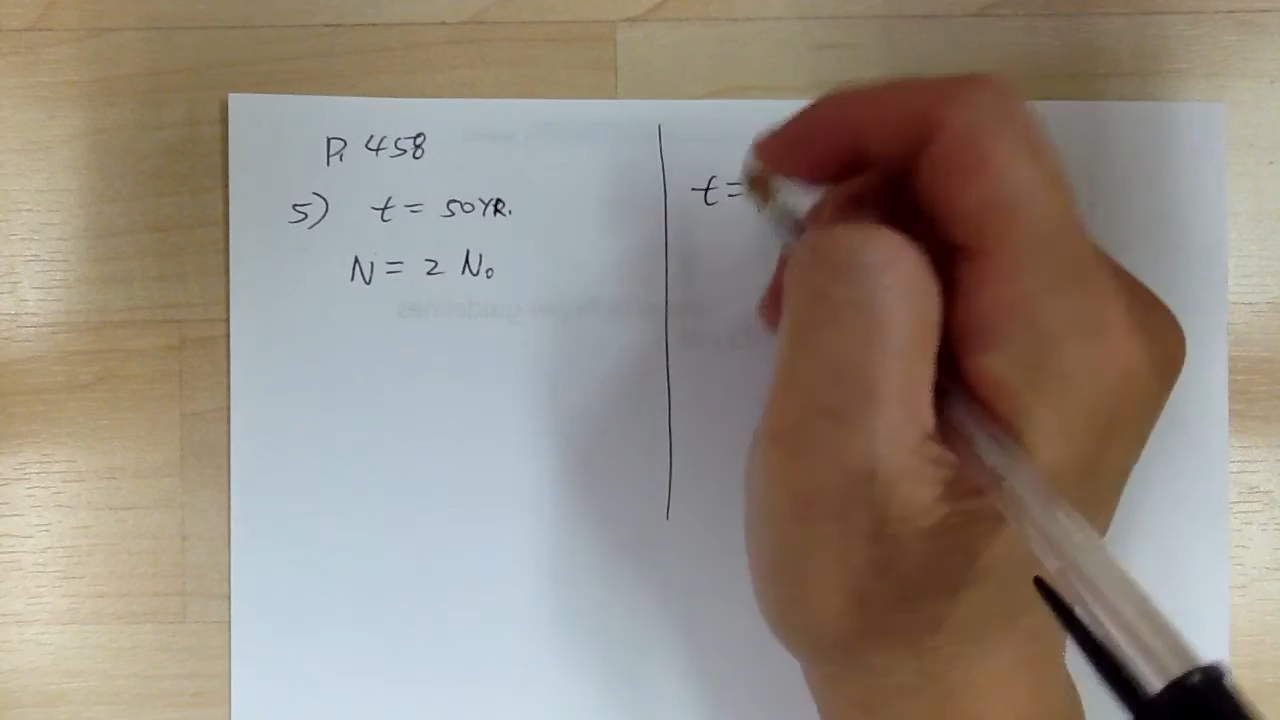 P. 458
5) t = 50 YR.
N = 2 N₀
t =